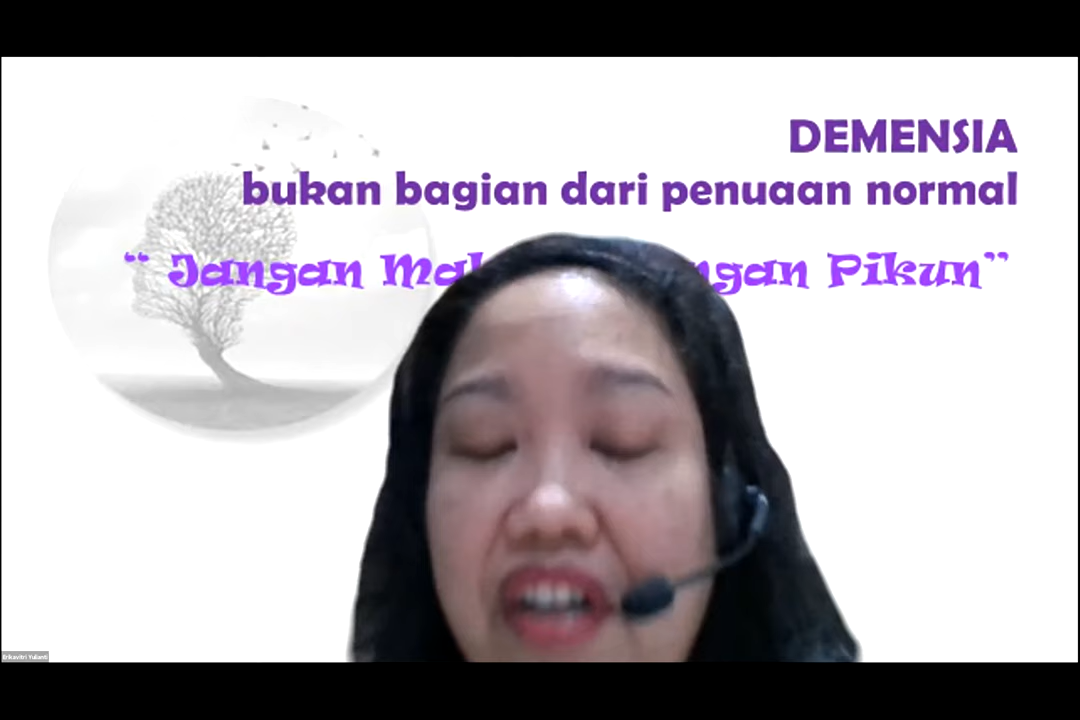 DEMENSIA
bukan bagian dari penuaan normal
“ Jangan Pikun”
Erikavitri Yulianti